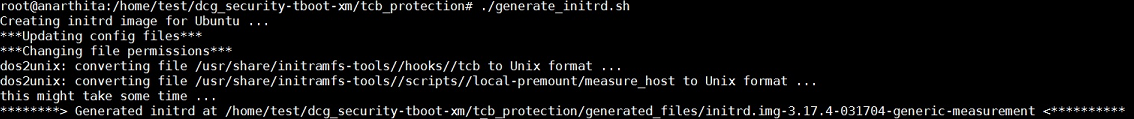 root@anarthita:/home/test/dcg_security-tboot-xm/tcb_protection# ./generate_initrd.sh
Creating initrd image for Ubuntu ...
***Updating config files***
***Changing file permissions***
dos2unix: converting file /usr/share/initramfs-tools//hooks//tcb to Unix format ...
dos2unix: converting file /usr/share/initramfs-tools//scripts//local-premount/measure_host to Unix format ...
this might take some time ...
********> Generated initrd at /home/test/dcg_security-tboot-xm/tcb_protection/generated_files/initrd.img-3.17.4-031704-generic-measurement <**********